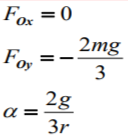 F_Ox = 0
F_Oy = -2mg/3
α = 2g/3r